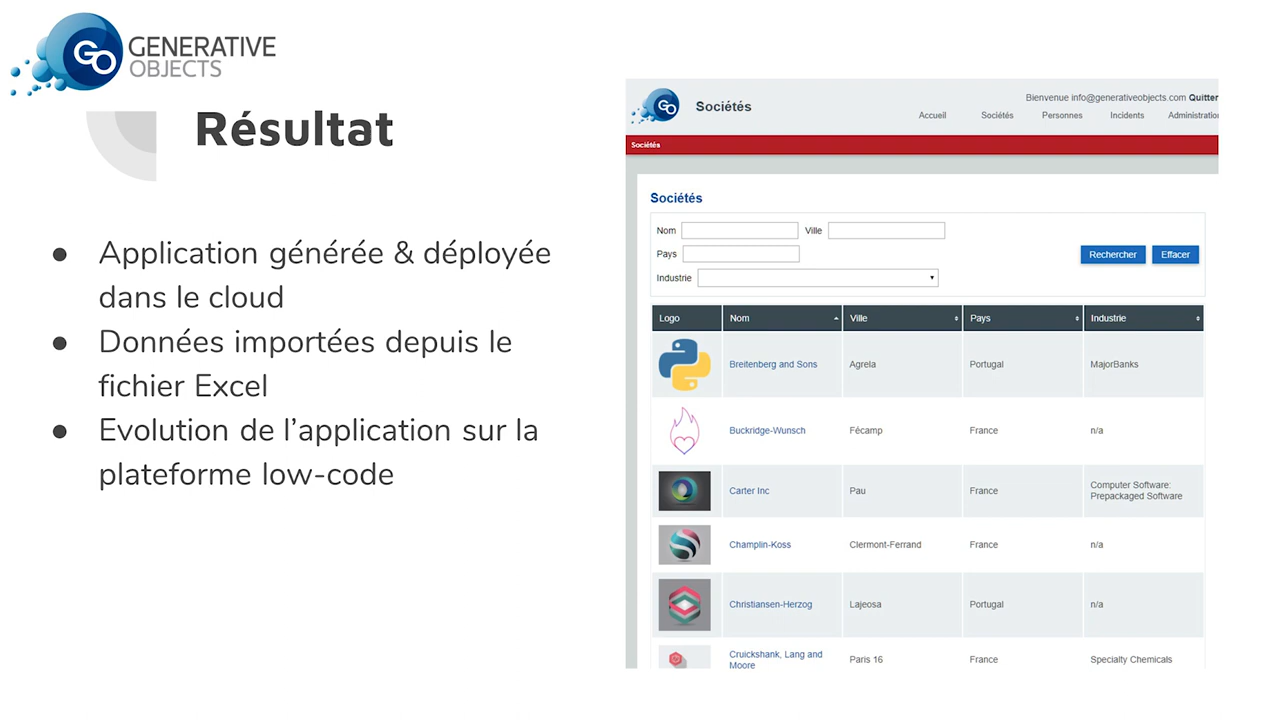 GO GENERATIVE
OBJECTS
Résultat
● Application générée & déployée
dans le cloud
● Données importées depuis le
fichier Excel
● Evolution de l’application sur la
plateforme low-code
GO
Sociétés
Bienvenue info@generativeobjects.com Quitter
Accueil Sociétés Personnes Incidents Administration
Sociétés
Sociétés
Nom Ville
Pays
Rechercher Effacer
Industrie
Logo Nom Ville Pays Industrie
Breitenberg and Sons Agrela Portugal MajorBanks
Buckridge-Wunsch Fécamp France n/a
Carter Inc Pau France Computer Software:
Prepackaged Software
Champlin-Koss Clermont-Ferrand France n/a
Christiansen-Herzog Lajeosa Portugal n/a
Cruickshank, Lang and
Moore Paris 16 France Specialty Chemicals